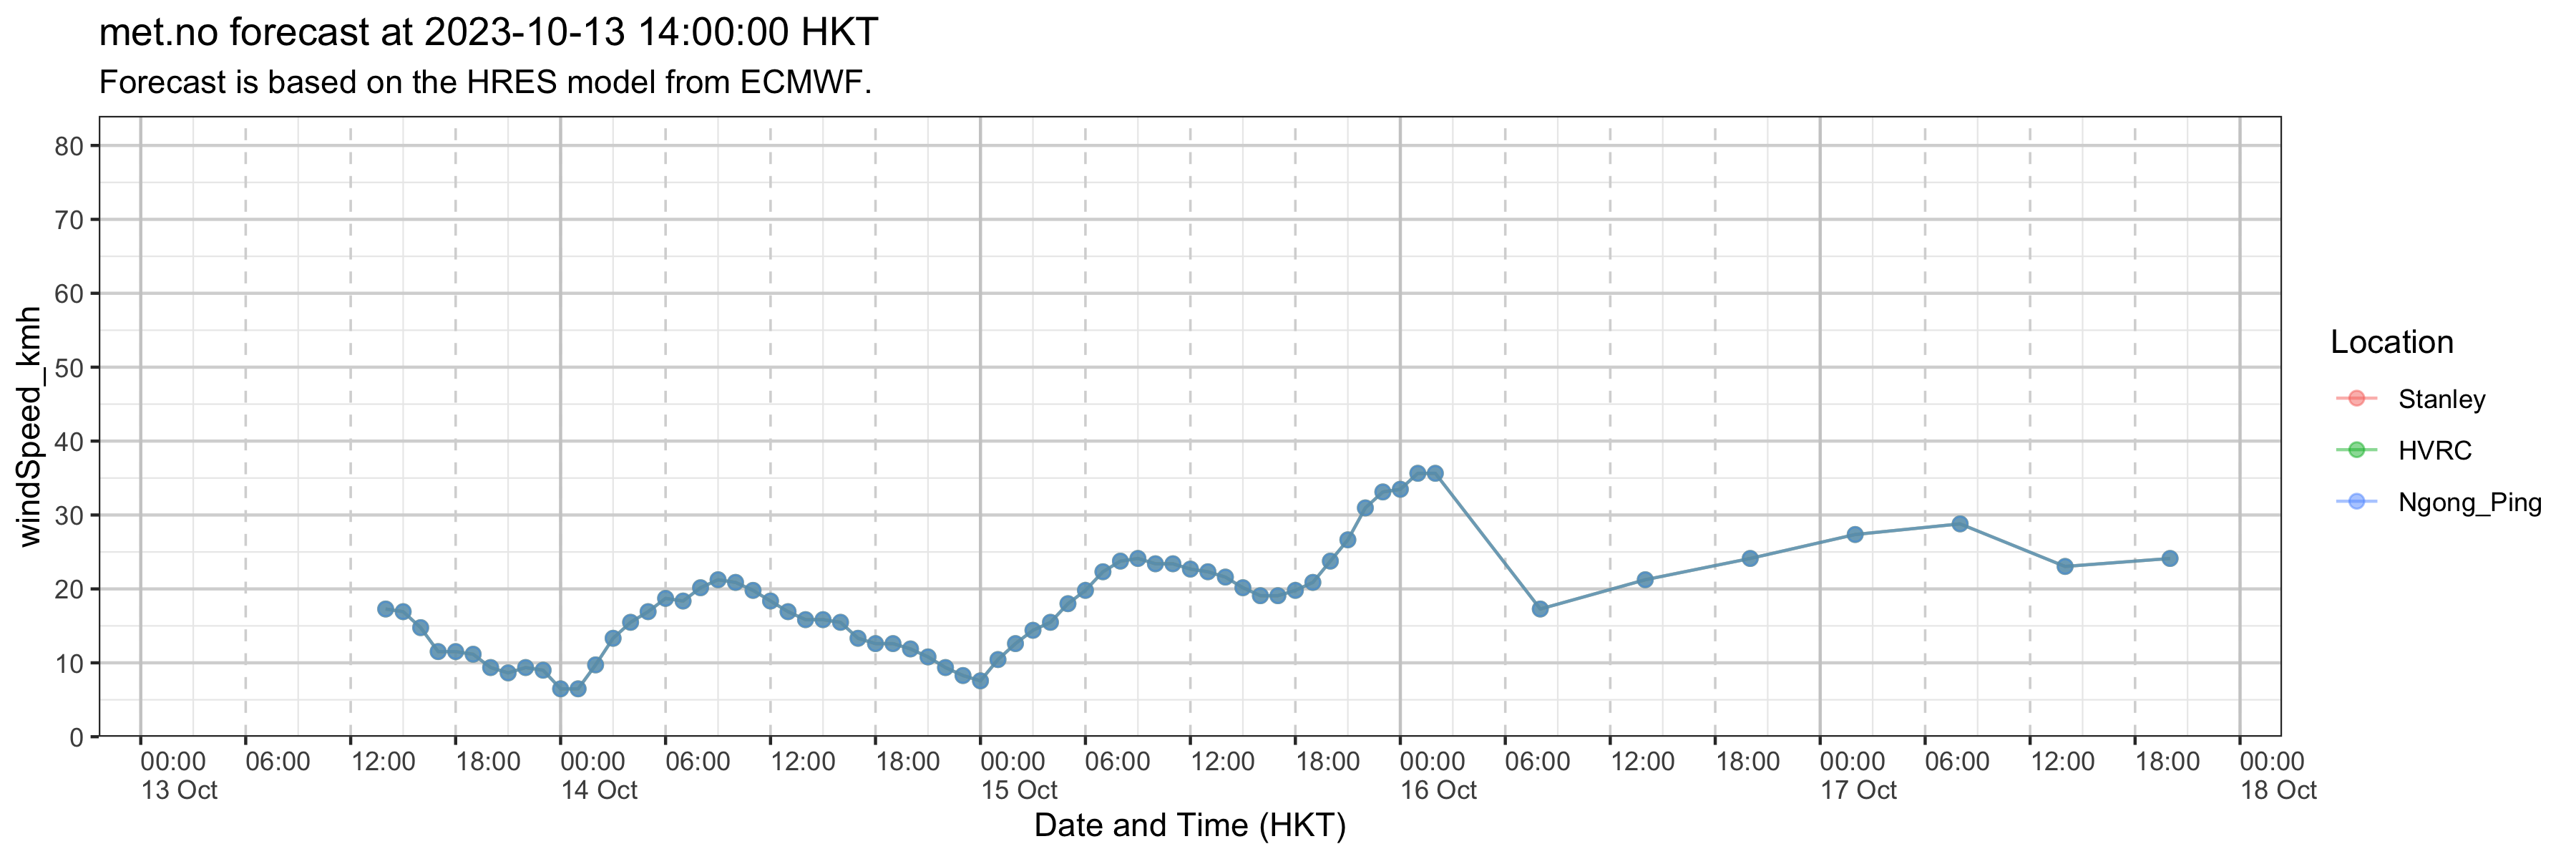 met.no forecast at 2023-10-13 14:00:00 HKT
Forecast is based on the HRES model from ECMWF.
windSpeed_kmh
80
70
60
50
40
30
20
10
0
00:00 06:00 12:00 18:00 00:00 06:00 12:00 18:00 00:00 06:00 12:00 18:00 00:00 06:00 12:00 18:00 00:00 06:00 12:00 18:00 00:00
13 Oct 14 Oct 15 Oct 16 Oct 17 Oct 18 Oct
Date and Time (HKT)
Location
Stanley
HVRC
Ngong_Ping